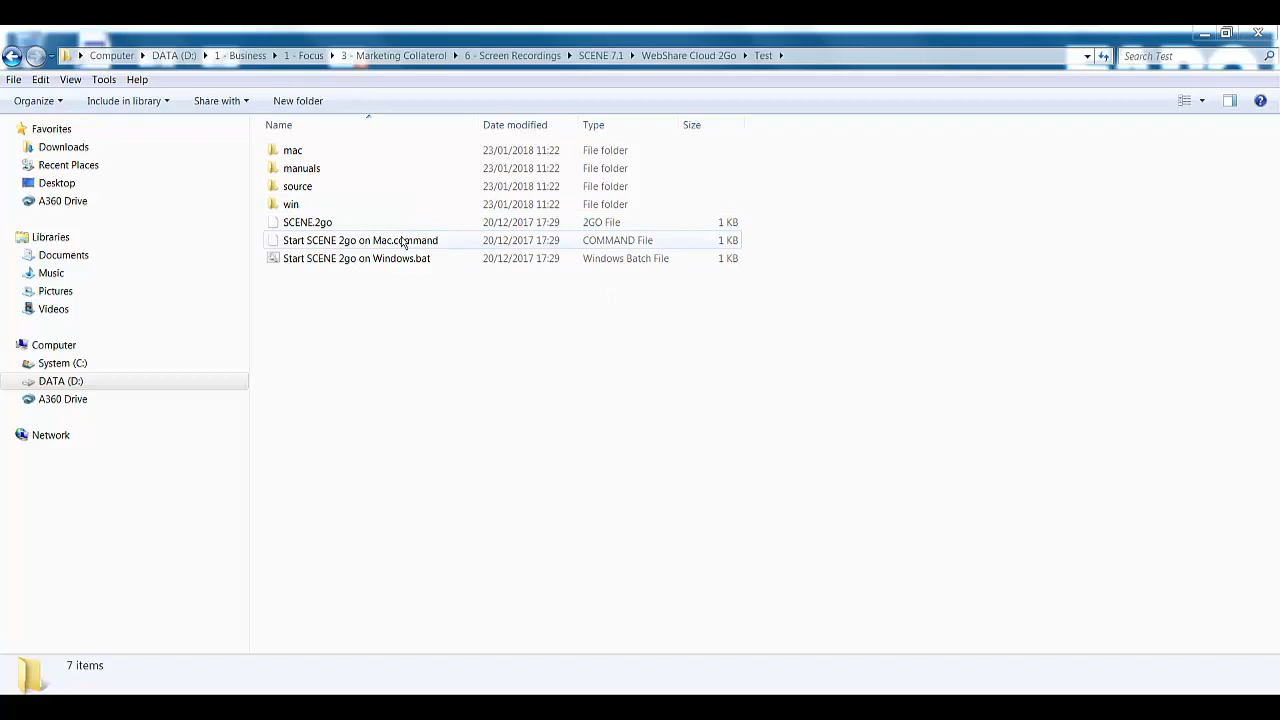 Computer DATA (D:) 1 - Business 1 - Focus 3 - Marketing Collaterol 6 - Screen Recordings SCENE 7.1 WebShare Cloud 2Go Test Search Test
File Edit View Tools Help
Organize Include in library Share with New folder
Name Date modified Type Size
Favorites
Downloads
Recent Places
Desktop
A360 Drive
Libraries
Documents
Music
Pictures
Videos
Computer
System (C:)
DATA (D:)
A360 Drive
Network
mac 23/01/2018 11:22 File folder
manuals 23/01/2018 11:22 File folder
source 23/01/2018 11:22 File folder
win 23/01/2018 11:22 File folder
SCENE.2go 20/12/2017 17:29 2GO File 1 KB
Start SCENE 2go on Mac.command 20/12/2017 17:29 COMMAND File 1 KB
Start SCENE 2go on Windows.bat 20/12/2017 17:29 Windows Batch File 1 KB
7 items